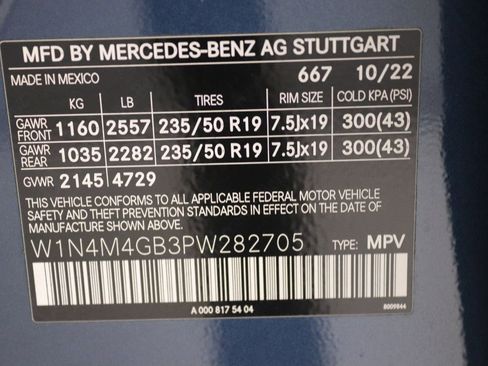 MFD BY MERCEDES-BENZ AG STUTTGART
MADE IN MEXICO 667 10/22
KG LB TIRES RIM SIZE COLD KPA (PSI)
GAWR FRONT 1160 2557 235/50 R19 7.5Jx19 300(43)
GAWR REAR 1035 2282 235/50 R19 7.5Jx19 300(43)
GVWR 2145 4729
THIS VEHICLE CONFORMS TO ALL APPLICABLE FEDERAL MOTOR VEHICLE
SAFETY AND THEFT PREVENTION STANDARDS IN EFFECT ON THE DATE OF
MANUFACTURE SHOWN ABOVE.
W1N4M4GB3PW282705 TYPE: MPV
A 000 817 54 04 8009844